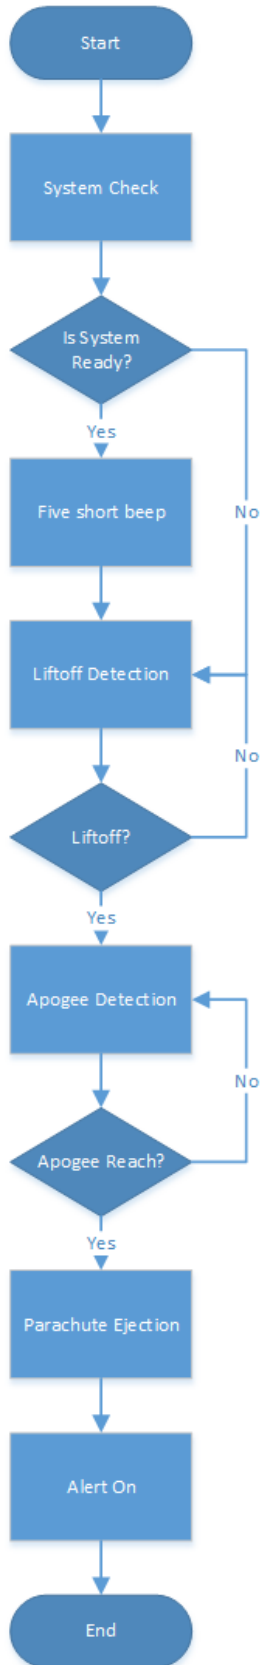 Start
System Check
Is System
Ready?
Yes
Five short beep
No
Liftoff Detection
No
Liftoff?
Yes
Apogee Detection
No
Apogee Reach?
Yes
Parachute Ejection
Alert On
End